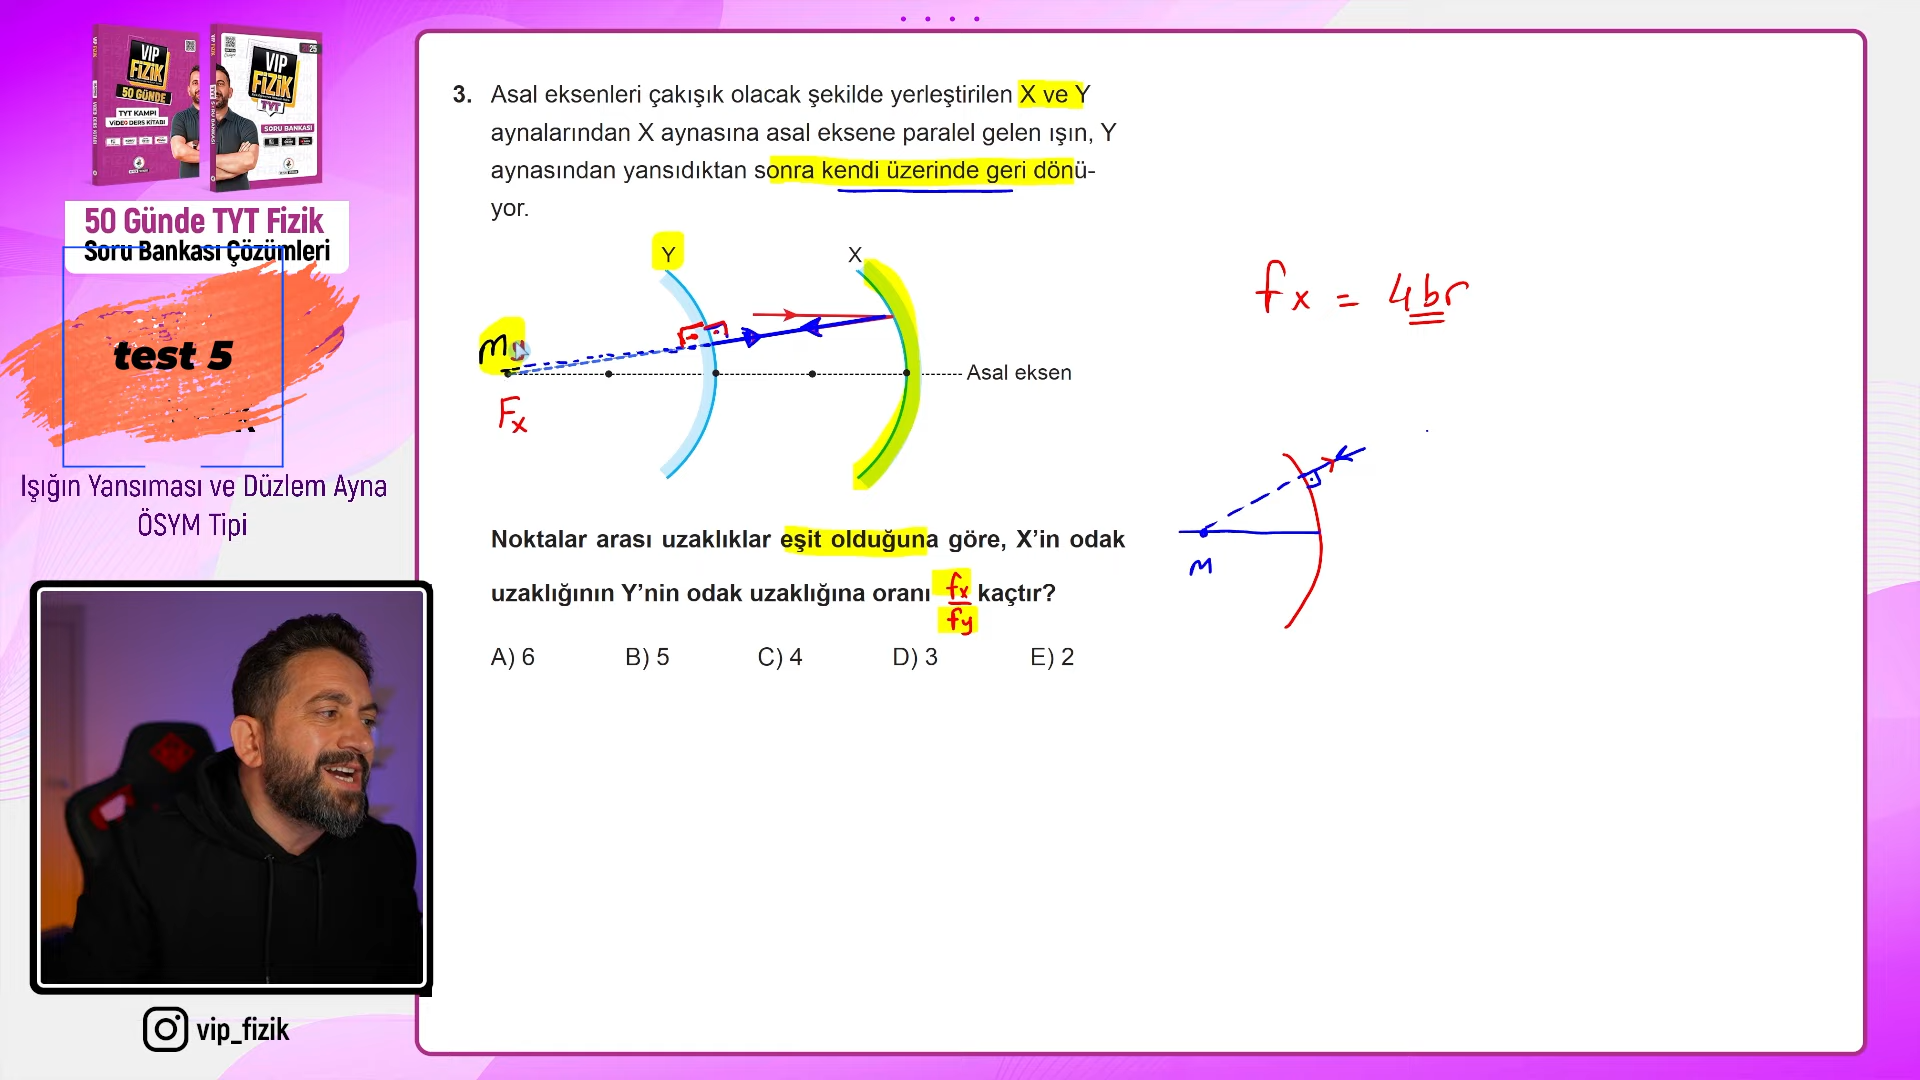 VIP
FİZİK
50 GÜNDE
TYT KAMPI
VİDEO DERS KİTABI
VIP
FİZİK
TYT
SORU BANKASI
25
50 Günde TYT Fizik
Soru Bankası Çözümleri
test 5
Işığın Yansıması ve Düzlem Ayna
ÖSYM Tipi
vip_fizik
3. Asal eksenleri çakışık olacak şekilde yerleştirilen X ve Y
aynalarından X aynasına asal eksene paralel gelen ışın, Y
aynasından yansıdıktan sonra kendi üzerinde geri dönü-
yor.
Y
X
M
Asal eksen
Fx
Noktalar arası uzaklıklar eşit olduğuna göre, X’in odak
uzaklığının Y’nin odak uzaklığına oranı fx/fy kaçtır?
A) 6 B) 5 C) 4 D) 3 E) 2
fx = 4br
M